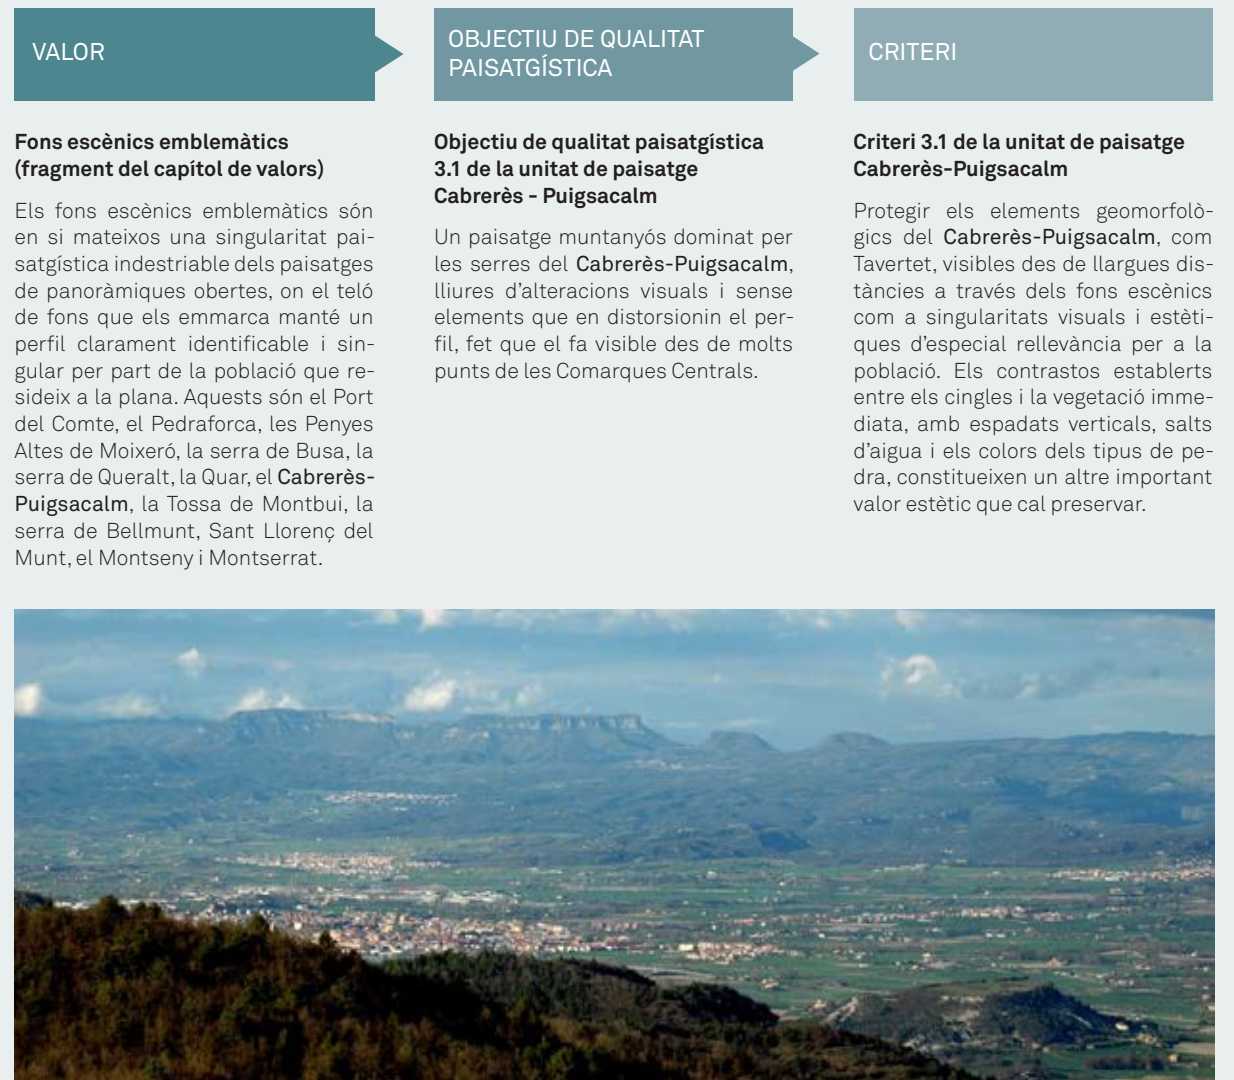 VALOR
OBJECTIU DE QUALITAT
PAISATGÍSTICA
CRITERI
Fons escènics emblemàtics
(fragment del capítol de valors)
Els fons escènics emblemàtics són
en si mateixos una singularitat pai-
satgística indestriable dels paisatges
de panoràmiques obertes, on el teló
de fons que els emmarca manté un
perfil clarament identificable i sin-
gular per part de la població que re-
sideix a la plana. Aquests són el Port
del Comte, el Pedraforca, les Penyes
Altes de Moixeró, la serra de Busa, la
serra de Queralt, la Quar, el Cabrerès-
Puigsacalm, la Tossa de Montbui, la
serra de Bellmunt, Sant Llorenç del
Munt, el Montseny i Montserrat.
Objectiu de qualitat paisatgística
3.1 de la unitat de paisatge
Cabrerès - Puigsacalm
Un paisatge muntanyós dominat per
les serres del Cabrerès-Puigsacalm,
lliures d'alteracions visuals i sense
elements que en distorsionin el per-
fil, fet que el fa visible des de molts
punts de les Comarques Centrals.
Criteri 3.1 de la unitat de paisatge
Cabrerès-Puigsacalm
Protegir els elements geomorfolò-
gics del Cabrerès-Puigsacalm, com
Tavertet, visibles des de llargues dis-
tàncies a través dels fons escènics
com a singularitats visuals i estèti-
ques d'especial rellevància per a la
població. Els contrastos establerts
entre els cingles i la vegetació imme-
diata, amb espadats verticals, salts
d'aigua i els colors dels tipus de pe-
dra, constitueixen un altre important
valor estètic que cal preservar.